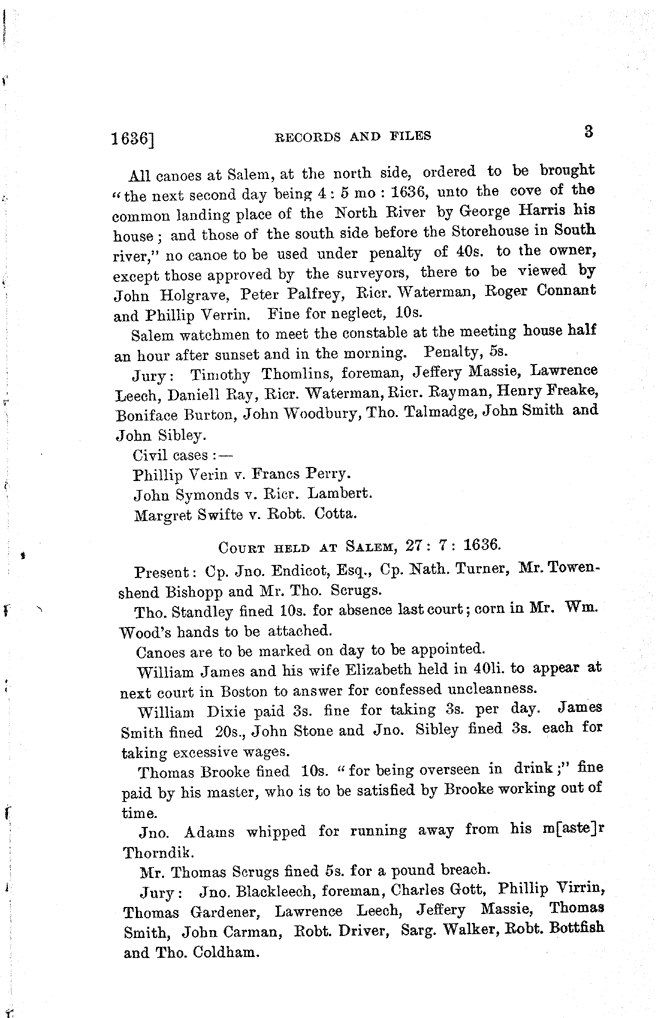 1636] RECORDS AND FILES 3
All canoes at Salem, at the north side, ordered to be brought
“the next second day being 4 : 5 mo : 1636, unto the cove of the
common landing place of the North River by George Harris his
house ; and those of the south side before the Storehouse in South
river,” no canoe to be used under penalty of 40s. to the owner,
except those approved by the surveyors, there to be viewed by
John Holgrave, Peter Palfrey, Ricr. Waterman, Roger Connant
and Phillip Verrin. Fine for neglect, 10s.
Salem watchmen to meet the constable at the meeting house half
an hour after sunset and in the morning. Penalty, 5s.
Jury : Timothy Thomlins, foreman, Jeffery Massie, Lawrence
Leech, Daniell Ray, Ricr. Waterman, Ricr. Rayman, Henry Freake,
Boniface Burton, John Woodbury, Tho. Talmadge, John Smith and
John Sibley.
Civil cases :—
Phillip Verin v. Francs Perry.
John Symonds v. Ricr. Lambert.
Margret Swifte v. Robt. Cotta.
COURT HELD AT SALEM, 27 : 7 : 1636.
Present : Cp. Jno. Endicot, Esq., Cp. Nath. Turner, Mr. Towen-
shend Bishopp and Mr. Tho. Scrugs.
Tho. Standley fined 10s. for absence last court ; corn in Mr. Wm.
Wood's hands to be attached.
Canoes are to be marked on day to be appointed.
William James and his wife Elizabeth held in 40li. to appear at
next court in Boston to answer for confessed uncleanness.
William Dixie paid 3s. fine for taking 3s. per day. James
Smith fined 20s., John Stone and Jno. Sibley fined 3s. each for
taking excessive wages.
Thomas Brooke fined 10s. “for being overseen in drink ;” fine
paid by his master, who is to be satisfied by Brooke working out of
time.
Jno. Adams whipped for running away from his m[aste]r
Thorndik.
Mr. Thomas Scrugs fined 5s. for a pound breach.
Jury : Jno. Blackleech, foreman, Charles Gott, Phillip Virrin,
Thomas Gardener, Lawrence Leech, Jeffery Massie, Thomas
Smith, John Carman, Robt. Driver, Sarg. Walker, Robt. Bottfish
and Tho. Coldham.